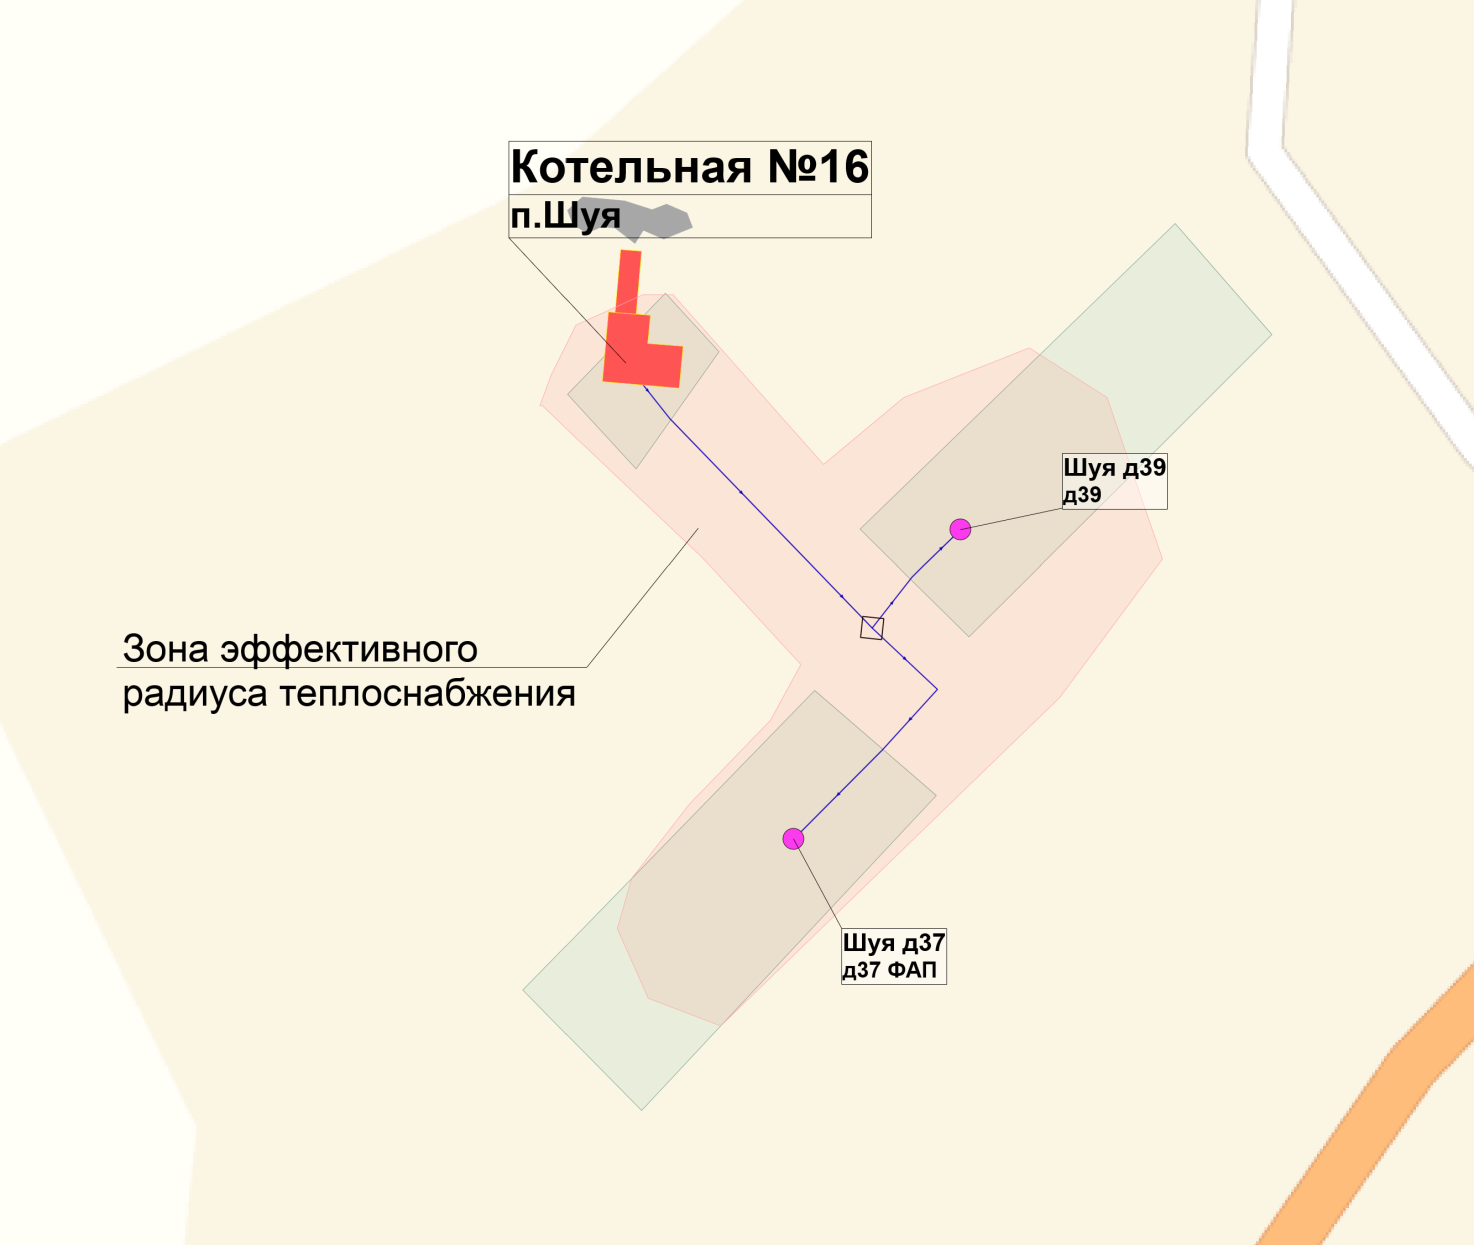 Котельная №16
п.Шуя
Шуя д39
д39
Зона эффективного
радиуса теплоснабжения
Шуя д37
д37 ФАП